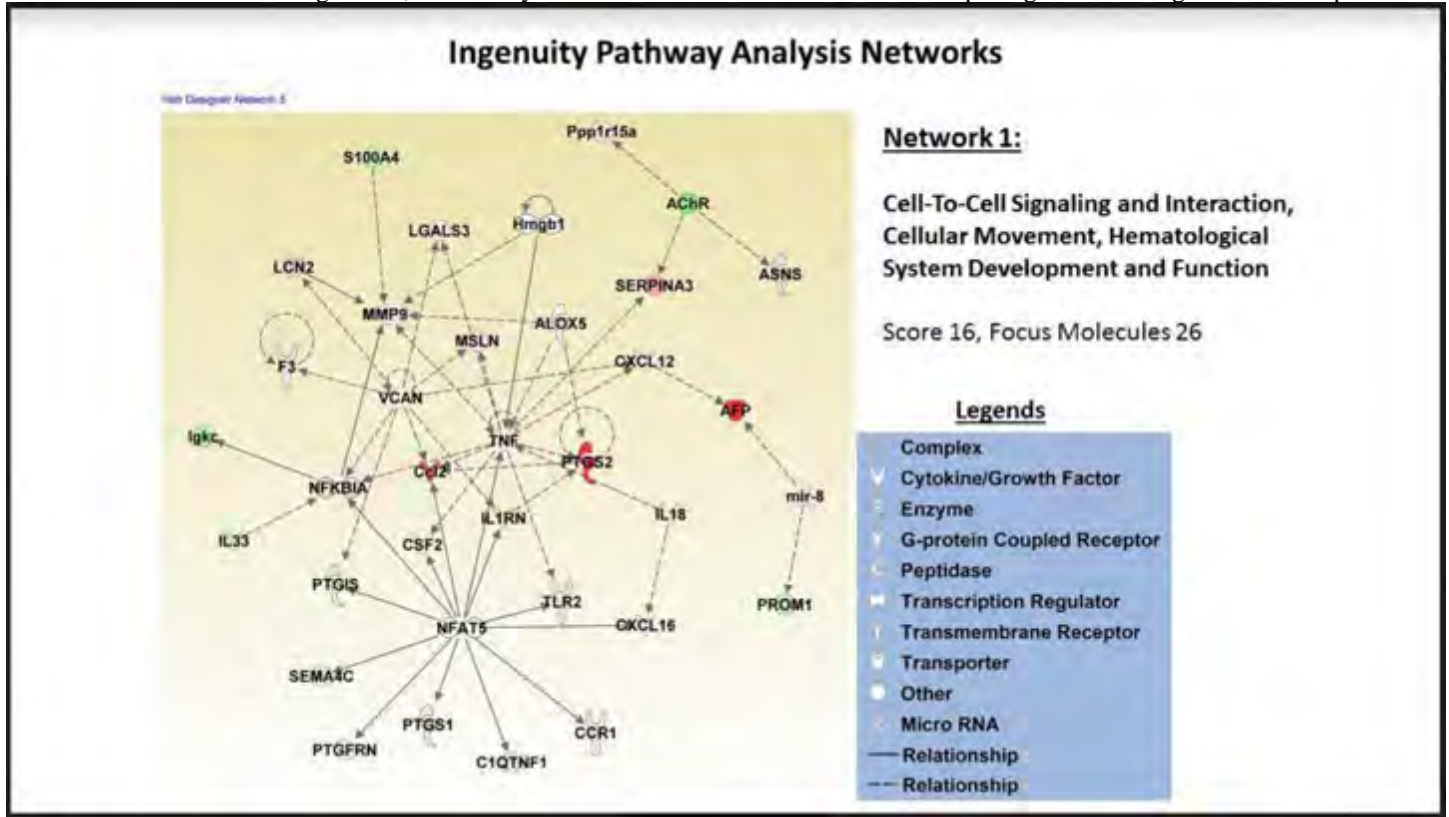 Ingenuity Pathway Analysis Networks
Network 1:
Cell-To-Cell Signaling and Interaction,
Cellular Movement, Hematological
System Development and Function
Score 16, Focus Molecules 26
Legends
Complex
Cytokine/Growth Factor
Enzyme
G-protein Coupled Receptor
Peptidase
Transcription Regulator
Transmembrane Receptor
Transporter
Other
Micro RNA
Relationship
Relationship
Ppp1r15a
S100A4
AChR
Hmgb1
LGALS3
LCN2
ASNS
SERPINA3
MMP9
ALOX5
MSLN
CXCL12
F3
VCAN
AFP
Igkc
TNF
PTGS2
Ccl2
NFKBIA
mir-8
IL1RN
IL18
IL33
CSF2
PTGIS
TLR2
PROM1
NFAT5
CXCL16
SEMA4C
PTGS1
CCR1
PTGFRN
C1QTNF1